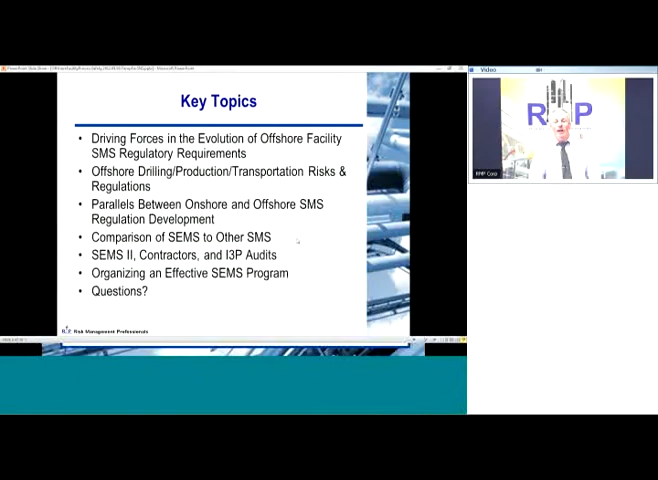 Key Topics
• Driving Forces in the Evolution of Offshore Facility
SMS Regulatory Requirements
• Offshore Drilling/Production/Transportation Risks &
Regulations
• Parallels Between Onshore and Offshore SMS
Regulation Development
• Comparison of SEMS to Other SMS
• SEMS II, Contractors, and I3P Audits
• Organizing an Effective SEMS Program
• Questions?
Risk Management Professionals
Video
R P
RMP Corp